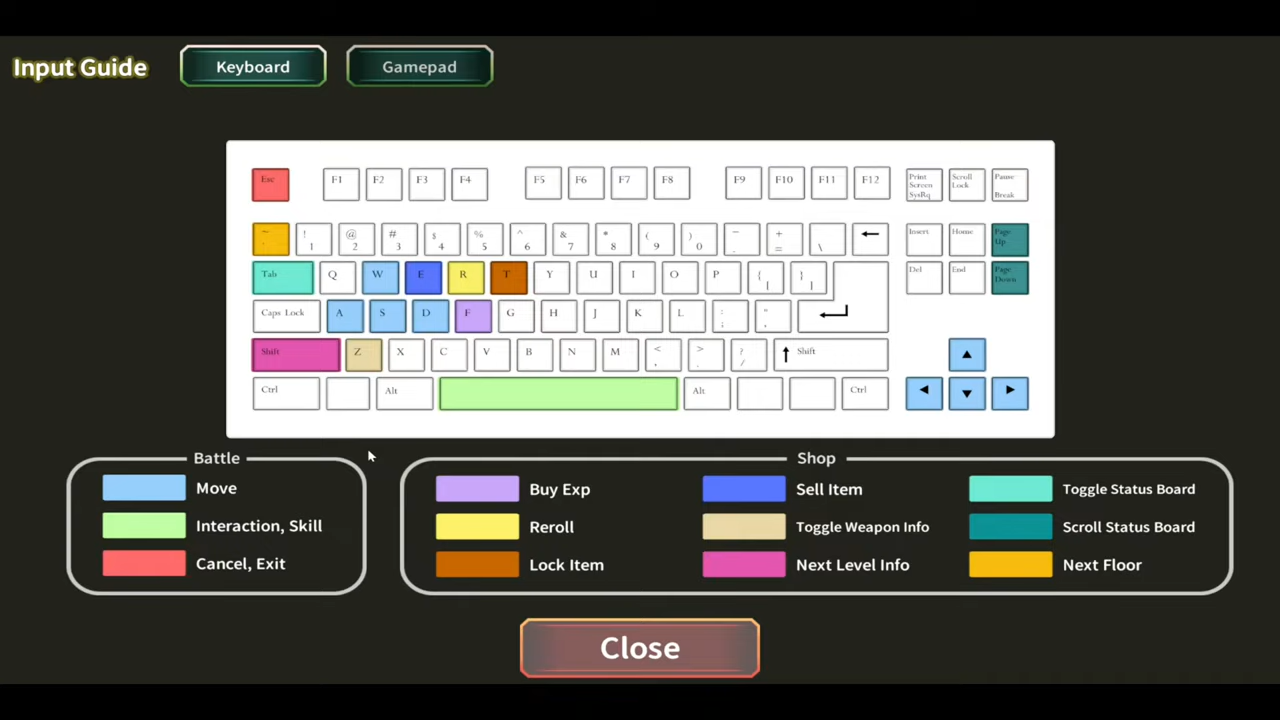 Input Guide
Keyboard
Gamepad
Esc
F1
F2
F3
F4
F5
F6
F7
F8
F9
F10
F11
F12
Print
Screen
SysRq
Scroll
Lock
Pause
Break
~
!
1
@
2
#
3
$
4
%
5
^
6
&
7
*
8
(
9
)
0
-
+
=
\
Insert
Home
Page
Up
Tab
Q
W
E
R
T
Y
U
I
O
P
{
[
}
]
Del
End
Page
Down
Caps Lock
A
S
D
F
G
H
J
K
L
:
;
"
Shift
Z
X
C
V
B
N
M
<
,
>
.
?
/
Shift
Ctrl
Alt
Alt
Ctrl
Battle
Move
Interaction, Skill
Cancel, Exit
Shop
Buy Exp
Reroll
Lock Item
Sell Item
Toggle Weapon Info
Next Level Info
Toggle Status Board
Scroll Status Board
Next Floor
Close